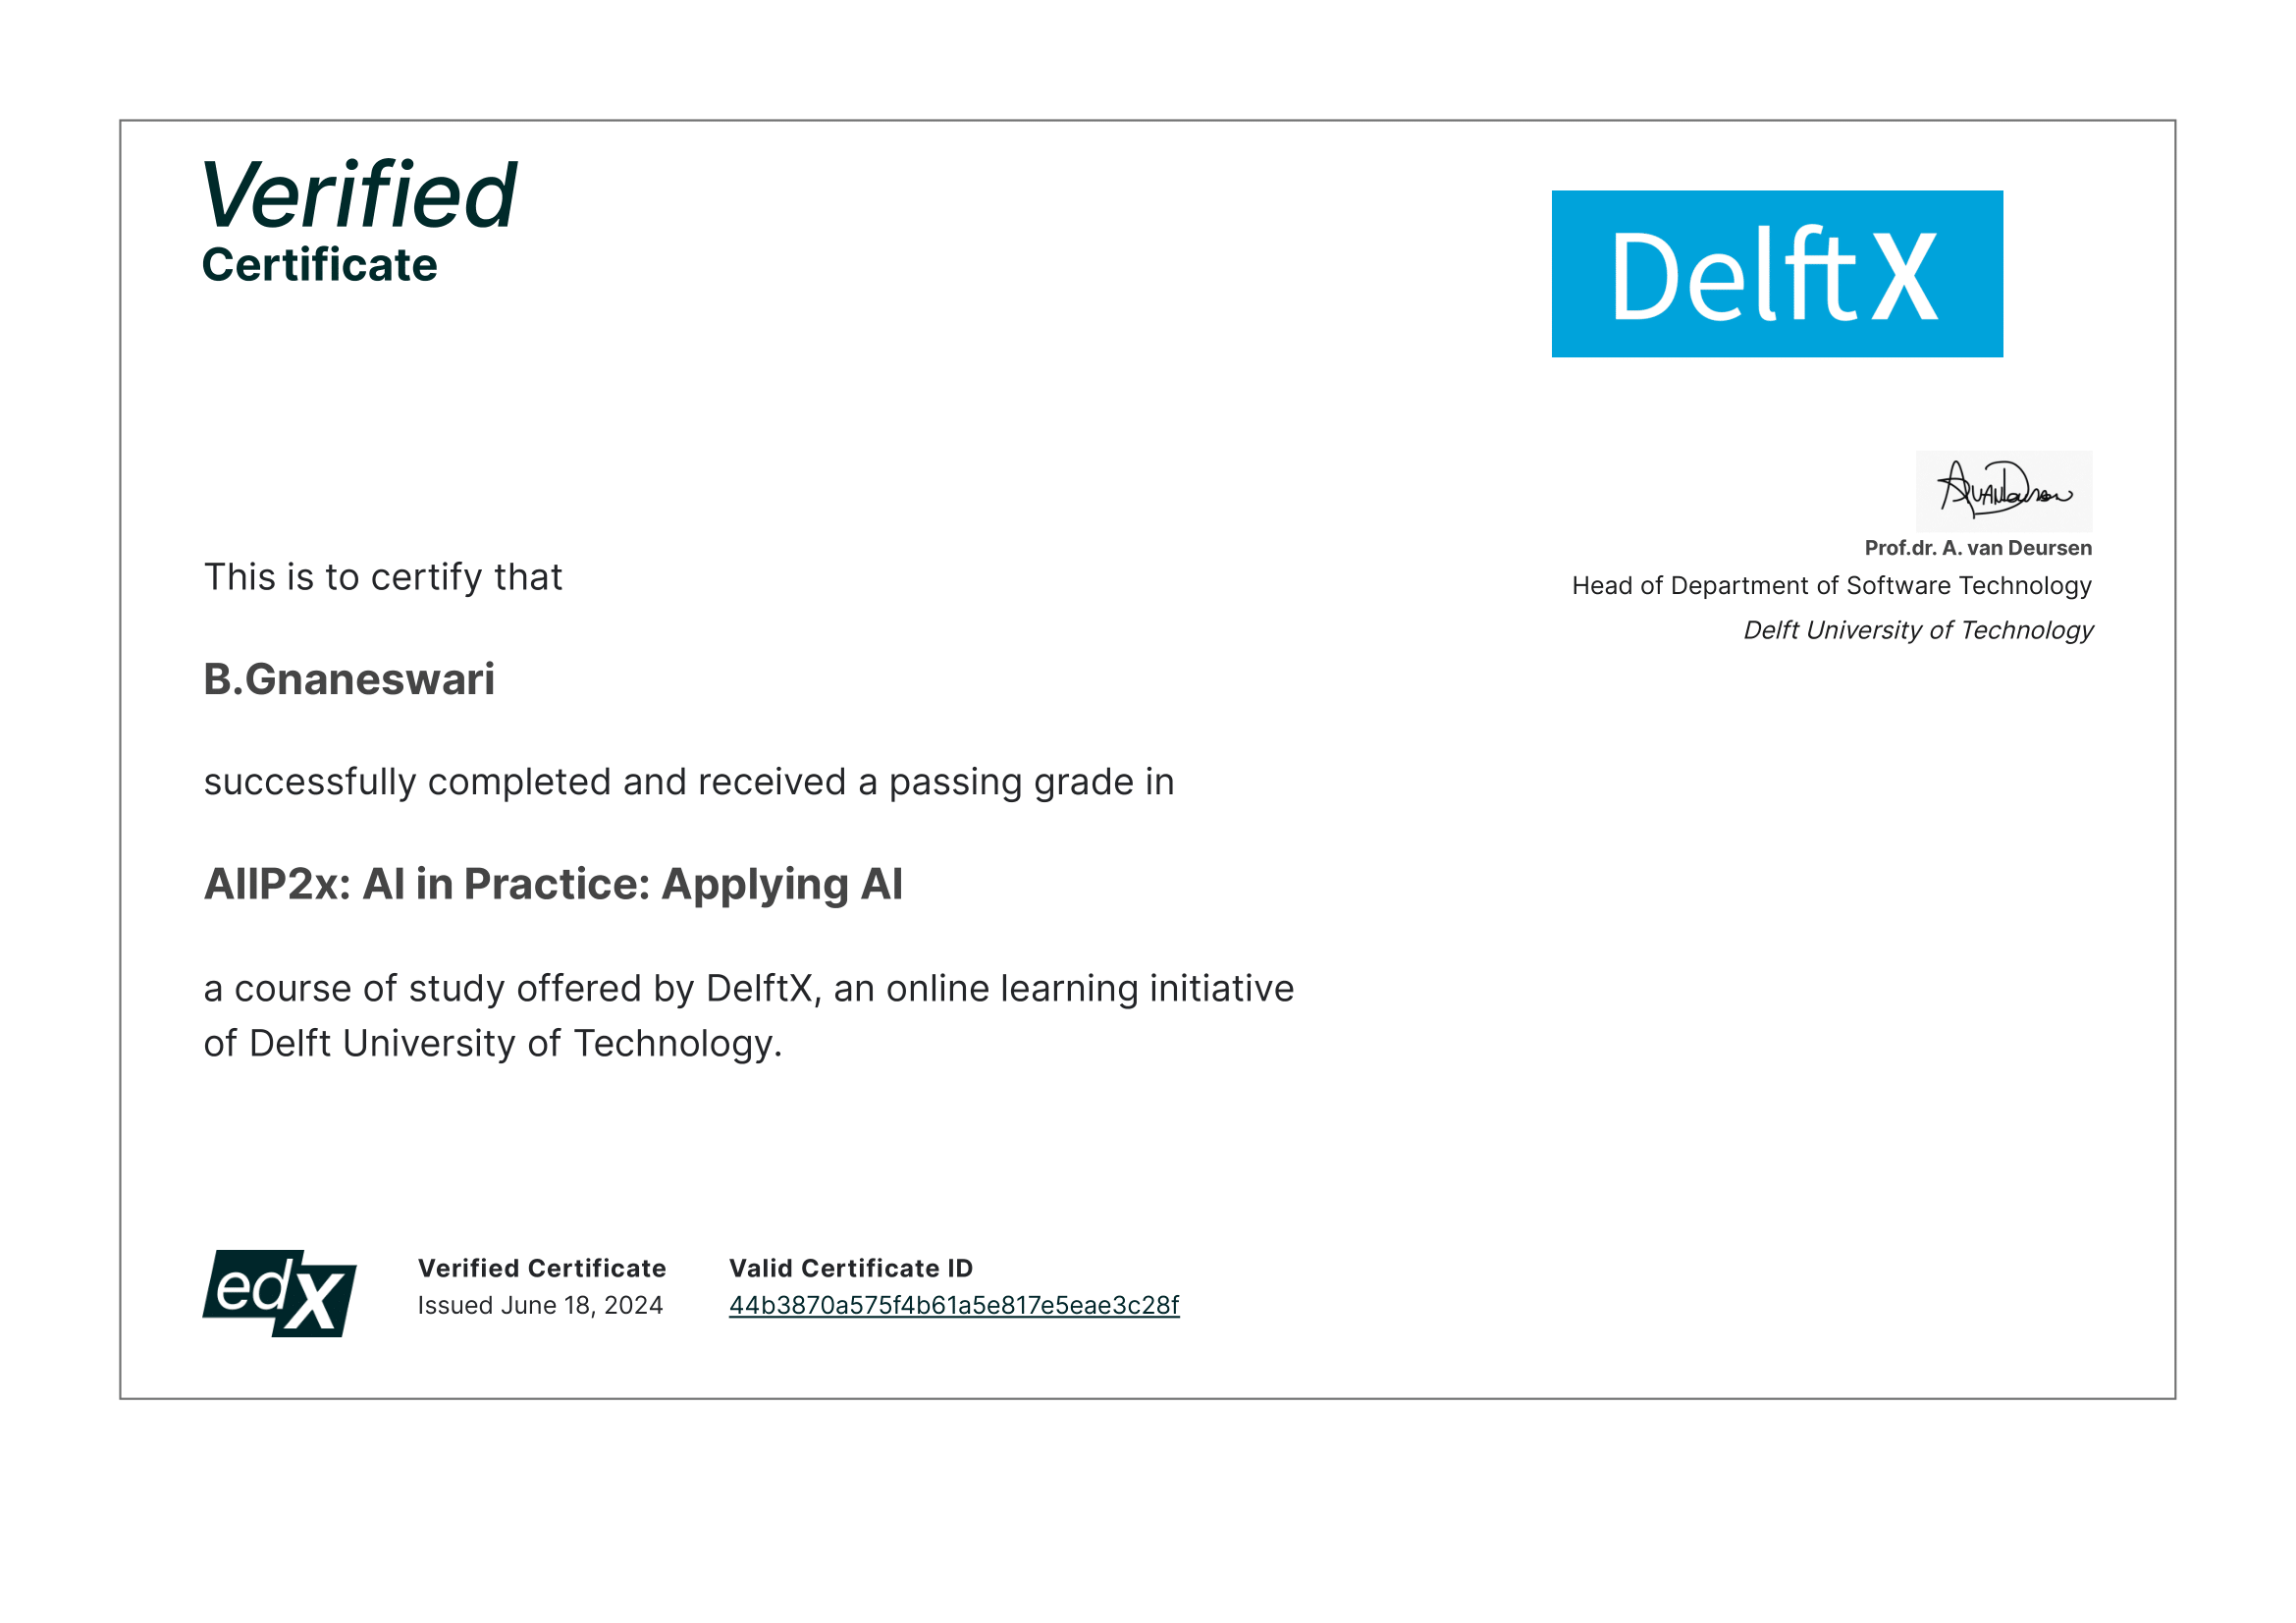 Verified
Certificate
DelftX
Prof.dr. A. van Deursen
Head of Department of Software Technology
Delft University of Technology
This is to certify that
B.Gnaneswari
successfully completed and received a passing grade in
AIIP2x: AI in Practice: Applying AI
a course of study offered by DelftX, an online learning initiative
of Delft University of Technology.
edX
Verified Certificate
Issued June 18, 2024
Valid Certificate ID
44b3870a575f4b61a5e817e5eae3c28f